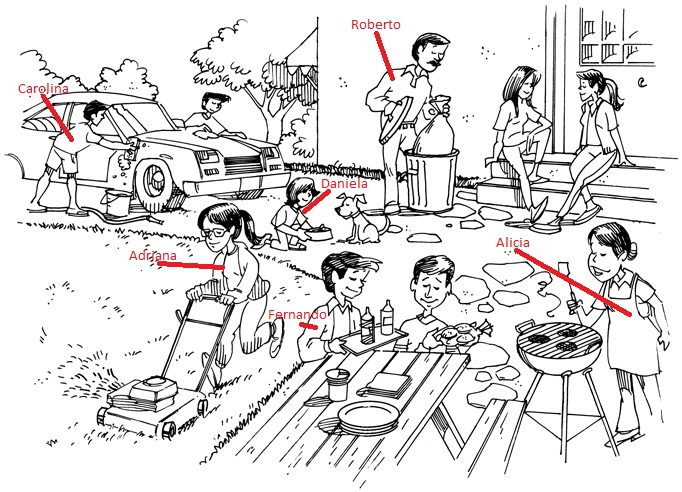 Roberto
Carolina
Daniela
Alicia
Adriana
Fernando